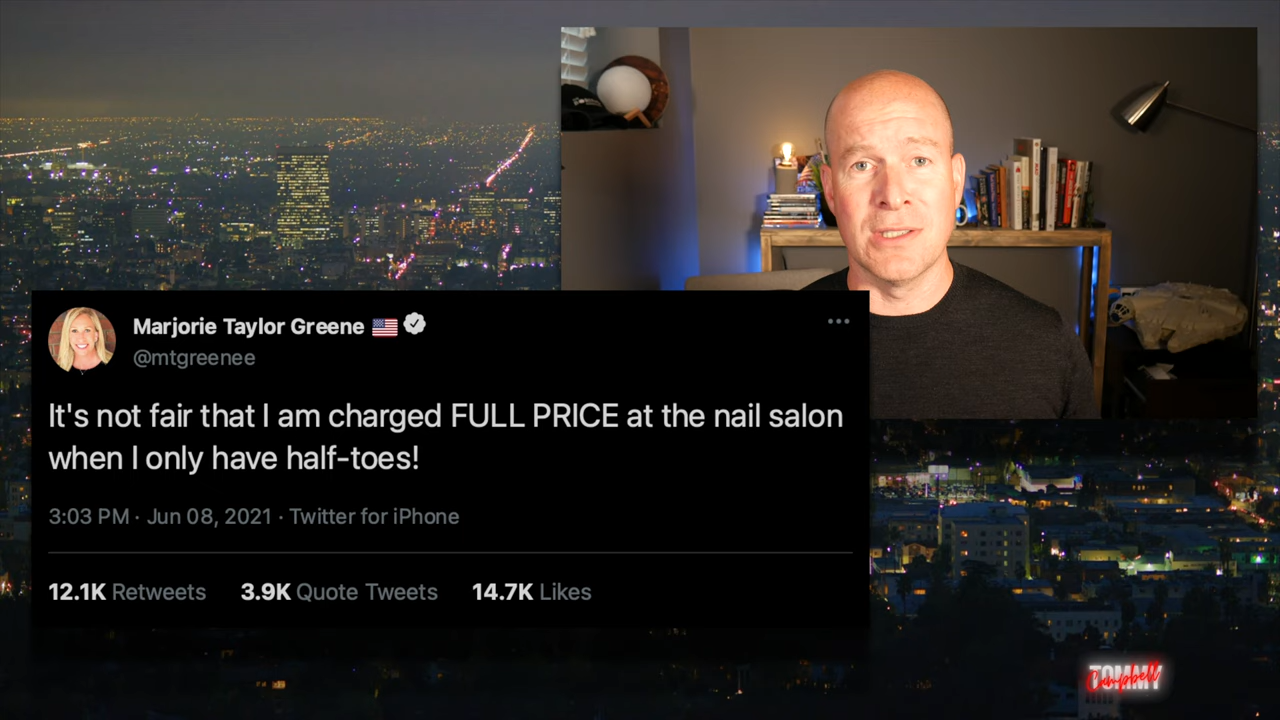 Marjorie Taylor Greene 🇺🇸
@mtgreenee
It's not fair that I am charged FULL PRICE at the nail salon
when I only have half-toes!
3:03 PM · Jun 08, 2021 · Twitter for iPhone
12.1K Retweets 3.9K Quote Tweets 14.7K Likes
TOMMY
Campbell